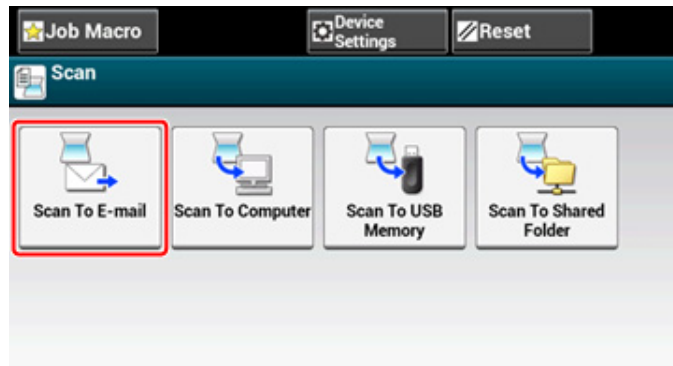 Job Macro
Device
Settings
Reset
Scan
Scan To E-mail
Scan To Computer
Scan To USB
Memory
Scan To Shared
Folder